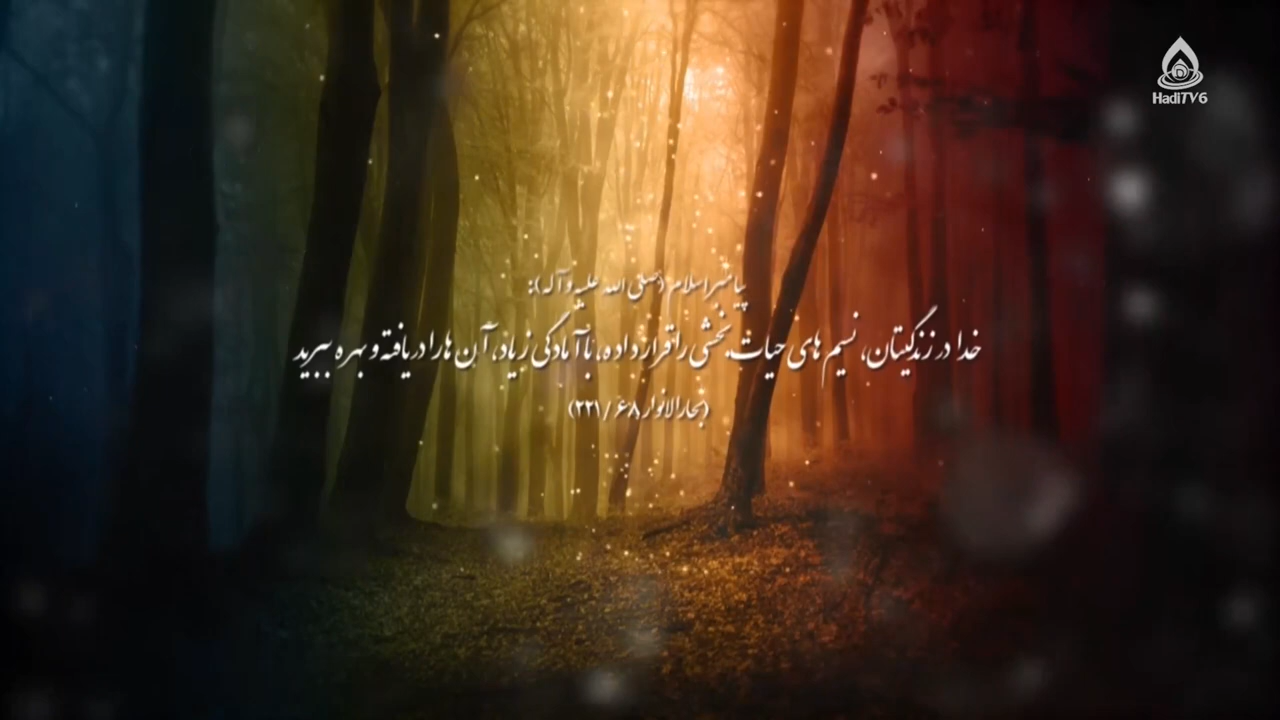 HadiTV6
پیامبر اسلام (صلی الله علیه و آله):
خدا در زندگیتان، نسیم های حیات بخشی را قرار داده، با آمادگی زیاد، آن ها را دریافته و بهره ببرید
(بحارالانوار ۶۸ / ۲۲۱)